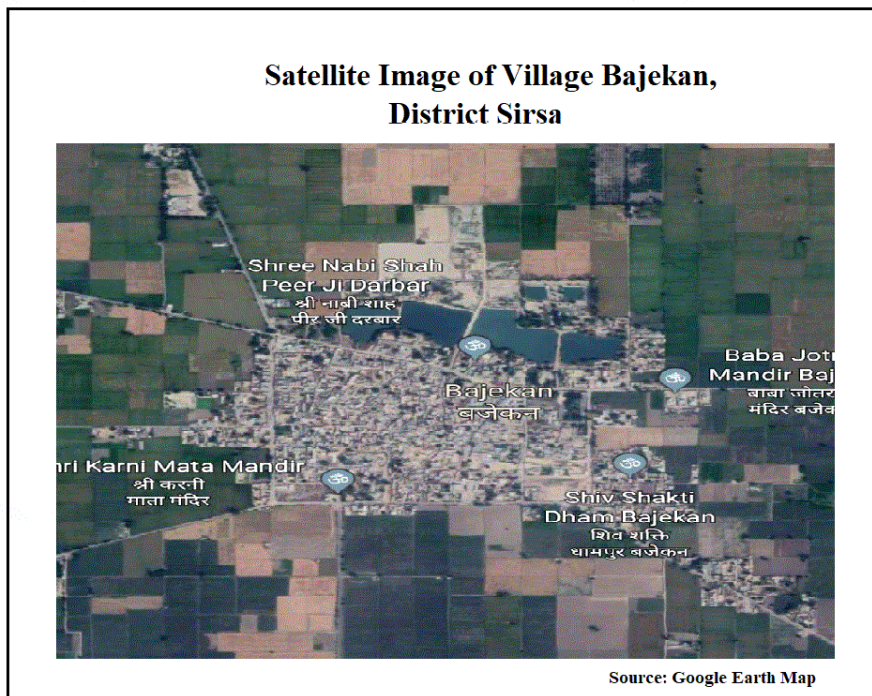 Satellite Image of Village Bajekan,
District Sirsa
Shree Nabi Shah
Peer Ji Darbar
श्री नाबी शाह
पीर जी दरबार
Bajekan
बजेकन
Baba Jotr
Mandir Baj
बाबा जोतर
मंदिर बजेक
hri Karni Mata Mandir
श्री करनी
माता मंदिर
Shiv Shakti
Dham Bajekan
शिव शक्ति
धामपुर बजेकन
Source: Google Earth Map